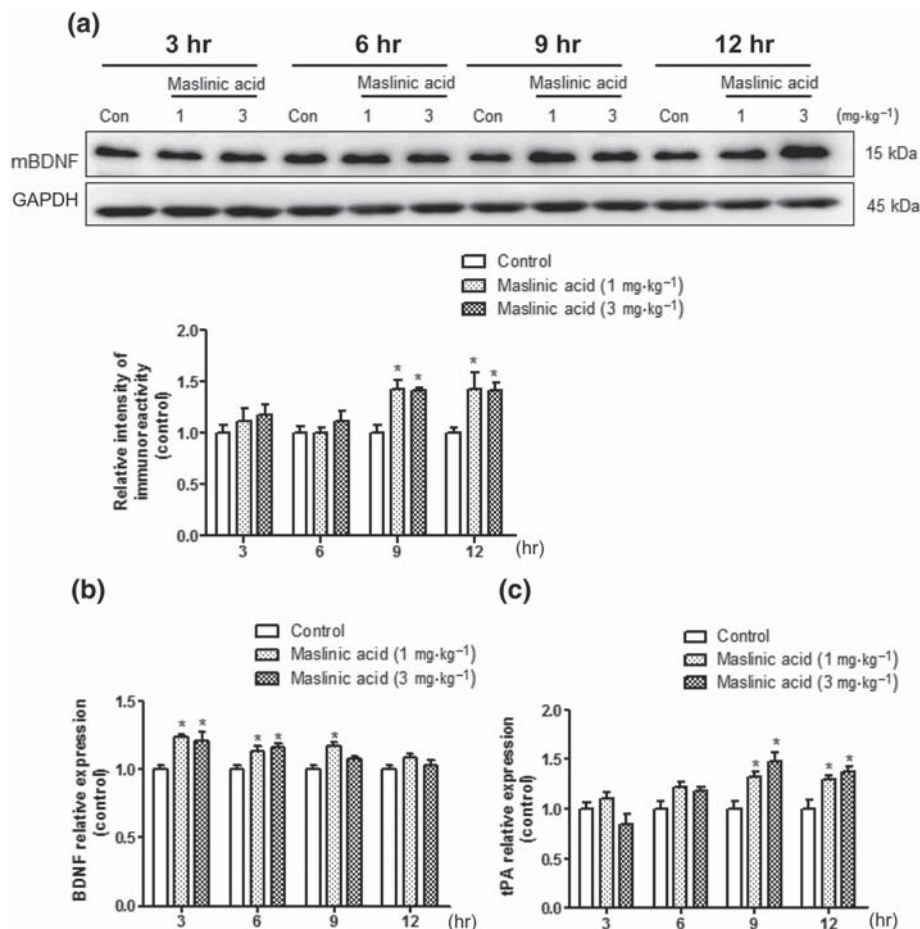 (a)
3 hr 6 hr 9 hr 12 hr
Maslinic acid Maslinic acid Maslinic acid Maslinic acid
Con 1 3 Con 1 3 Con 1 3 Con 1 3 (mg·kg⁻¹)
mBDNF 15 kDa
GAPDH 45 kDa
Control
Maslinic acid (1 mg·kg⁻¹)
Maslinic acid (3 mg·kg⁻¹)
Relative intensity of
immunoreactivity
(control)
2.0
1.5
1.0
0.5
0.0
* * * *
3 6 9 12 (hr)
(b)
Control
Maslinic acid (1 mg·kg⁻¹)
Maslinic acid (3 mg·kg⁻¹)
BDNF relative expression
(control)
1.5
1.0
0.5
0.0
* * * * *
3 6 9 12 (hr)
(c)
Control
Maslinic acid (1 mg·kg⁻¹)
Maslinic acid (3 mg·kg⁻¹)
tPA relative expression
(control)
2.0
1.5
1.0
0.5
0.0
* * * *
3 6 9 12 (hr)